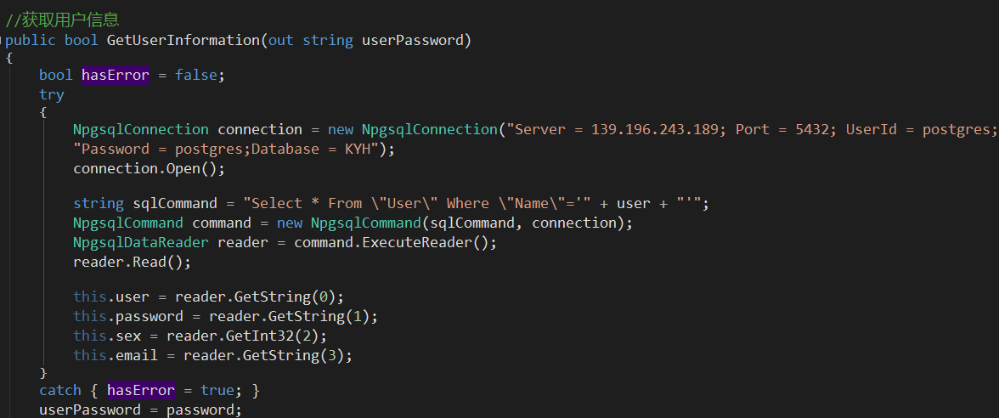 //获取用户信息
public bool GetUserInformation(out string userPassword)
{
bool hasError = false;
try
{
NpgsqlConnection connection = new NpgsqlConnection("Server = 139.196.243.189; Port = 5432; UserId = postgres;
"Password = postgres;Database = KYH");
connection.Open();
string sqlCommand = "Select * From \"User\" Where \"Name\"='" + user + "'";
NpgsqlCommand command = new NpgsqlCommand(sqlCommand, connection);
NpgsqlDataReader reader = command.ExecuteReader();
reader.Read();
this.user = reader.GetString(0);
this.password = reader.GetString(1);
this.sex = reader.GetInt32(2);
this.email = reader.GetString(3);
}
catch { hasError = true; }
userPassword = password;